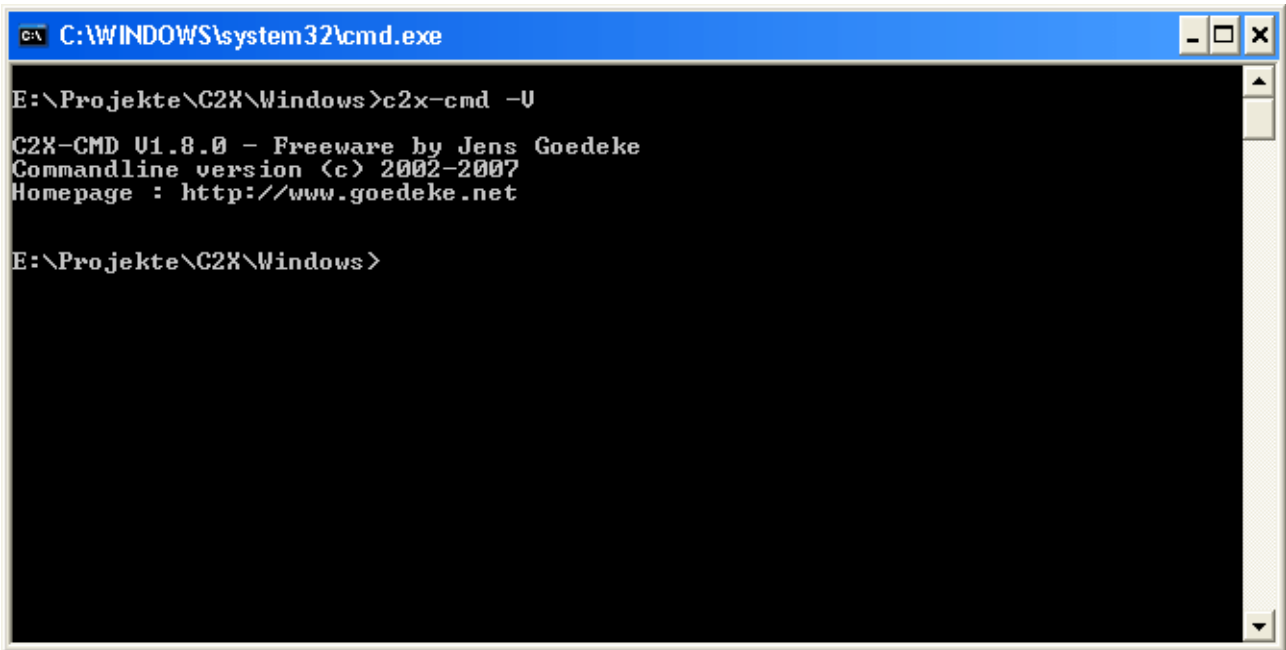 C:\WINDOWS\system32\cmd.exe
E:\Projekte\C2X\Windows>c2x-cmd -V
C2X-CMD V1.8.0 - Freeware by Jens Goedeke
Commandline version (c) 2002-2007
Homepage : http://www.goedeke.net
E:\Projekte\C2X\Windows>